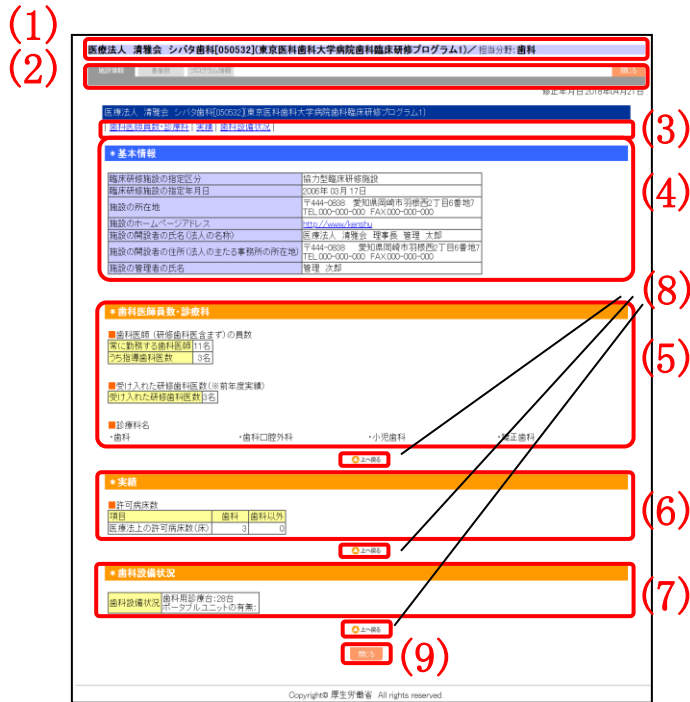 (1)
医療法人 清雅会 シバタ歯科[050532](東京医科歯科大学病院歯科臨床研修プログラム1)／担当分野:歯科
(2)
施設情報 募集数 プログラム情報 閉じる
修正年月日2018年04月21日
医療法人 清雅会 シバタ歯科[050532](東京医科歯科大学病院歯科臨床研修プログラム1)
| 歯科医師員数・診療科 | 実績 | 歯科設備状況 |
(3)
*基本情報
(4)
臨床研修施設の指定区分 協力型臨床研修施設
臨床研修施設の指定年月日 2006年 03月 17日
施設の所在地 〒444-0838 愛知県岡崎市羽根西2丁目6番地7
TEL.000-000-000 FAX.000-000-000
施設のホームページアドレス http://www/kenshu
施設の開設者の氏名(法人の名称) 医療法人 清雅会 理事長 管理 太郎
施設の開設者の住所(法人の主たる事務所の所在地) 〒444-0838 愛知県岡崎市羽根西2丁目6番地7
TEL.000-000-000 FAX.000-000-000
施設の管理者の氏名 管理 次郎
(8)
*歯科医師員数・診療科
(5)
■歯科医師（研修歯科医含まず）の員数
常に勤務する歯科医師 11名
うち指導歯科医数 3名
■受け入れた研修歯科医数(※前年度実績)
受け入れた研修歯科医数 3名
■診療科名
・歯科 ・歯科口腔外科 ・小児歯科 ・矯正歯科
上へ戻る
*実績
(6)
■許可病床数
項目 歯科 歯科以外
医療法上の許可病床数(床) 3 0
上へ戻る
*歯科設備状況
(7)
歯科設備状況 歯科用診療台:28台
ポータブルユニットの有無:
上へ戻る
閉じる
(9)
Copyright© 厚生労働省 All rights reserved.